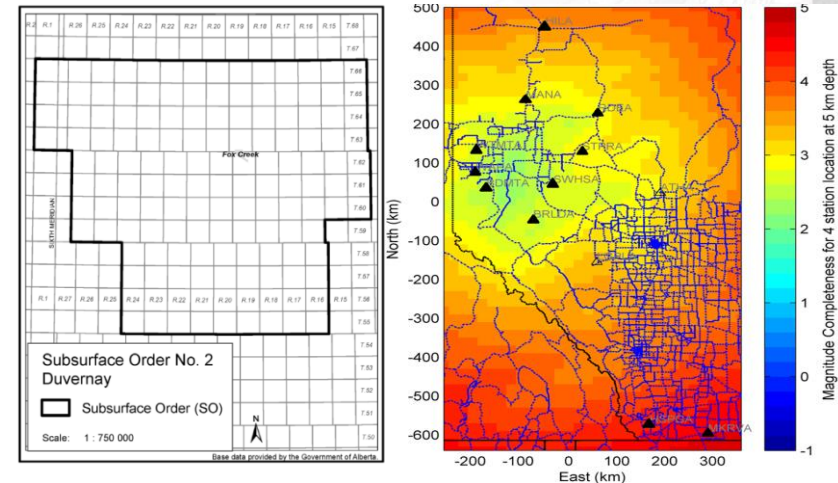 R.2 R.1 R.26 R.25 R.24 R.23 R.22 R.21 R.20 R.19 R.18 R.17 R.16 R.15 T.68
T.67
T.66
T.65
T.64
T.63
Fox Creek
T.62
T.61
T.60
T.59
SIXTH MERIDIAN
T.58
T.57
R.1 R.27 R.26 R.25 R.24 R.23 R.22 R.21 R.20 R.19 R.18 R.17 R.16 R.15 T.56
T.55
T.54
T.53
T.52
T.51
T.50
Subsurface Order No. 2
Duvernay
Subsurface Order (SO)
Scale: 1 : 750 000
N
Base data provided by the Government of Alberta.
500
400
300
200
100
0
-100
-200
-300
-400
-500
-600
North (km)
HILA
MANA
STPRA
SWHSA
BRLDA
MKRVA
-200 -100 0 100 200 300
East (km)
5
4
3
2
1
0
-1
Magnitude Completeness for 4 station location at 5 km depth